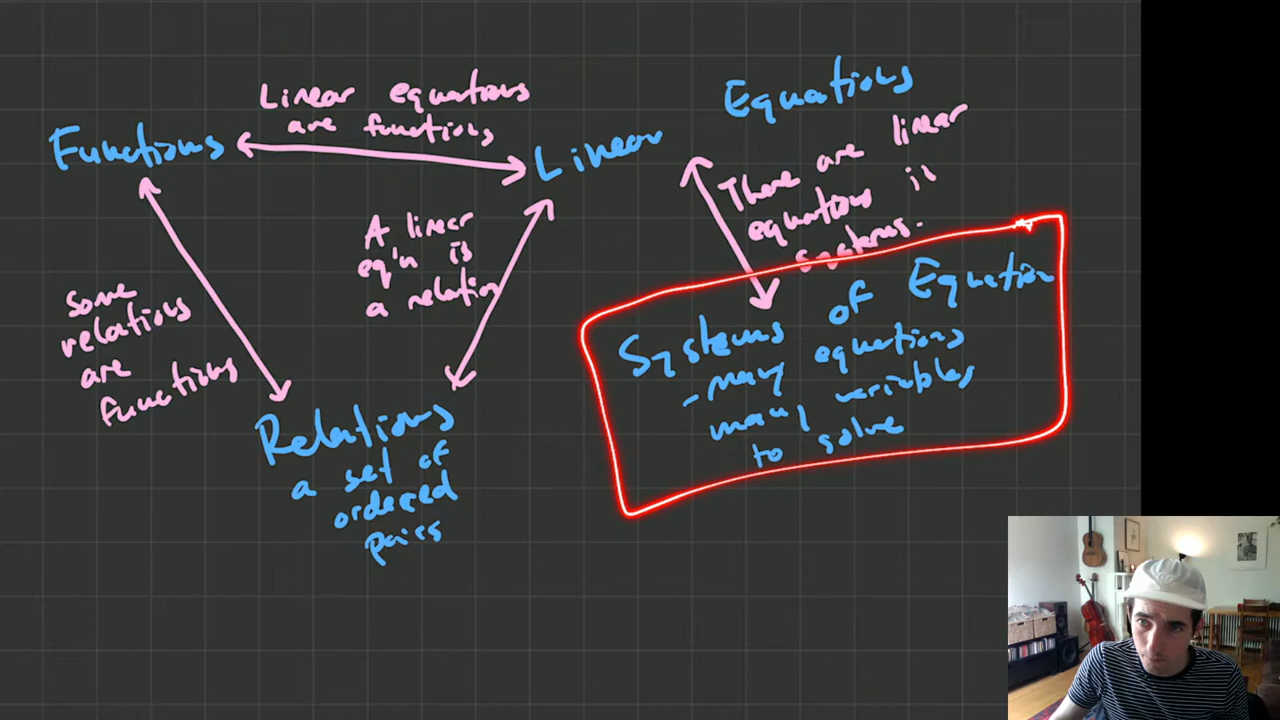 Linear equations
are functions
Functions
Linear
Equations
There are linear
equations in
systems.
A linear
eq'n is
a relation
Some
relations
are
functions
Relations
a set of
ordered
pairs
Systems of Equation
- many equations
many variables
to solve